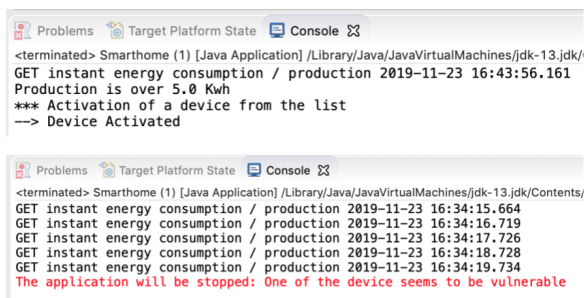 Problems Target Platform State Console
<terminated> Smarthome (1) [Java Application] /Library/Java/JavaVirtualMachines/jdk-13.jdk/
GET instant energy consumption / production 2019-11-23 16:43:56.161
Production is over 5.0 Kwh
*** Activation of a device from the list
--> Device Activated
Problems Target Platform State Console
<terminated> Smarthome (1) [Java Application] /Library/Java/JavaVirtualMachines/jdk-13.jdk/Contents/
GET instant energy consumption / production 2019-11-23 16:34:15.664
GET instant energy consumption / production 2019-11-23 16:34:16.719
GET instant energy consumption / production 2019-11-23 16:34:17.726
GET instant energy consumption / production 2019-11-23 16:34:18.728
GET instant energy consumption / production 2019-11-23 16:34:19.734
The application will be stopped: One of the device seems to be vulnerable